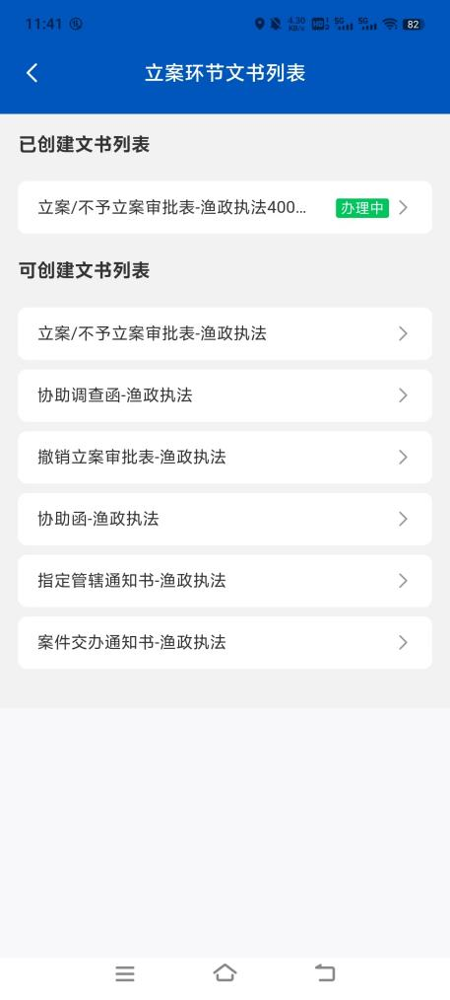 11:41
4.30
KB/s
5G
5G
82
立案环节文书列表
已创建文书列表
立案/不予立案审批表-渔政执法400...
办理中
可创建文书列表
立案/不予立案审批表-渔政执法
协助调查函-渔政执法
撤销立案审批表-渔政执法
协助函-渔政执法
指定管辖通知书-渔政执法
案件交办通知书-渔政执法